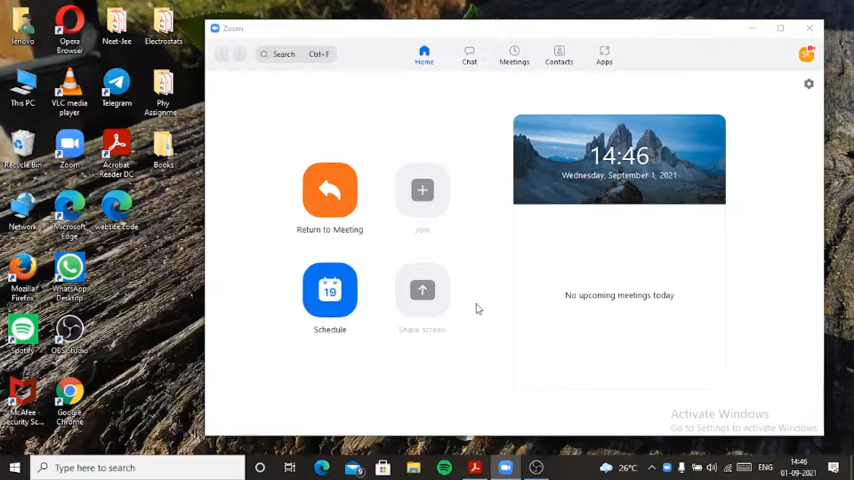 lenovo
Opera
Browser
Neet-Jee
Electrostats
This PC
VLC media
player
Telegram
Phy
Assignme...
Recycle Bin
Zoom
Acrobat
Reader DC
Books
Network
Microsoft
Edge
Mozilla
Firefox
WhatsApp
Desktop
Spotify
OBS Studio
McAfee
Security Sc...
Google
Chrome
Zoom
Search Ctrl+F
Home
Chat
Meetings
Contacts
Apps
14:46
Wednesday, September 1, 2021
Return to Meeting
Join
19
Schedule
Share screen
No upcoming meetings today
Activate Windows
Go to Settings to activate Windows.
Type here to search
26°C
ENG
14:46
01-09-2021